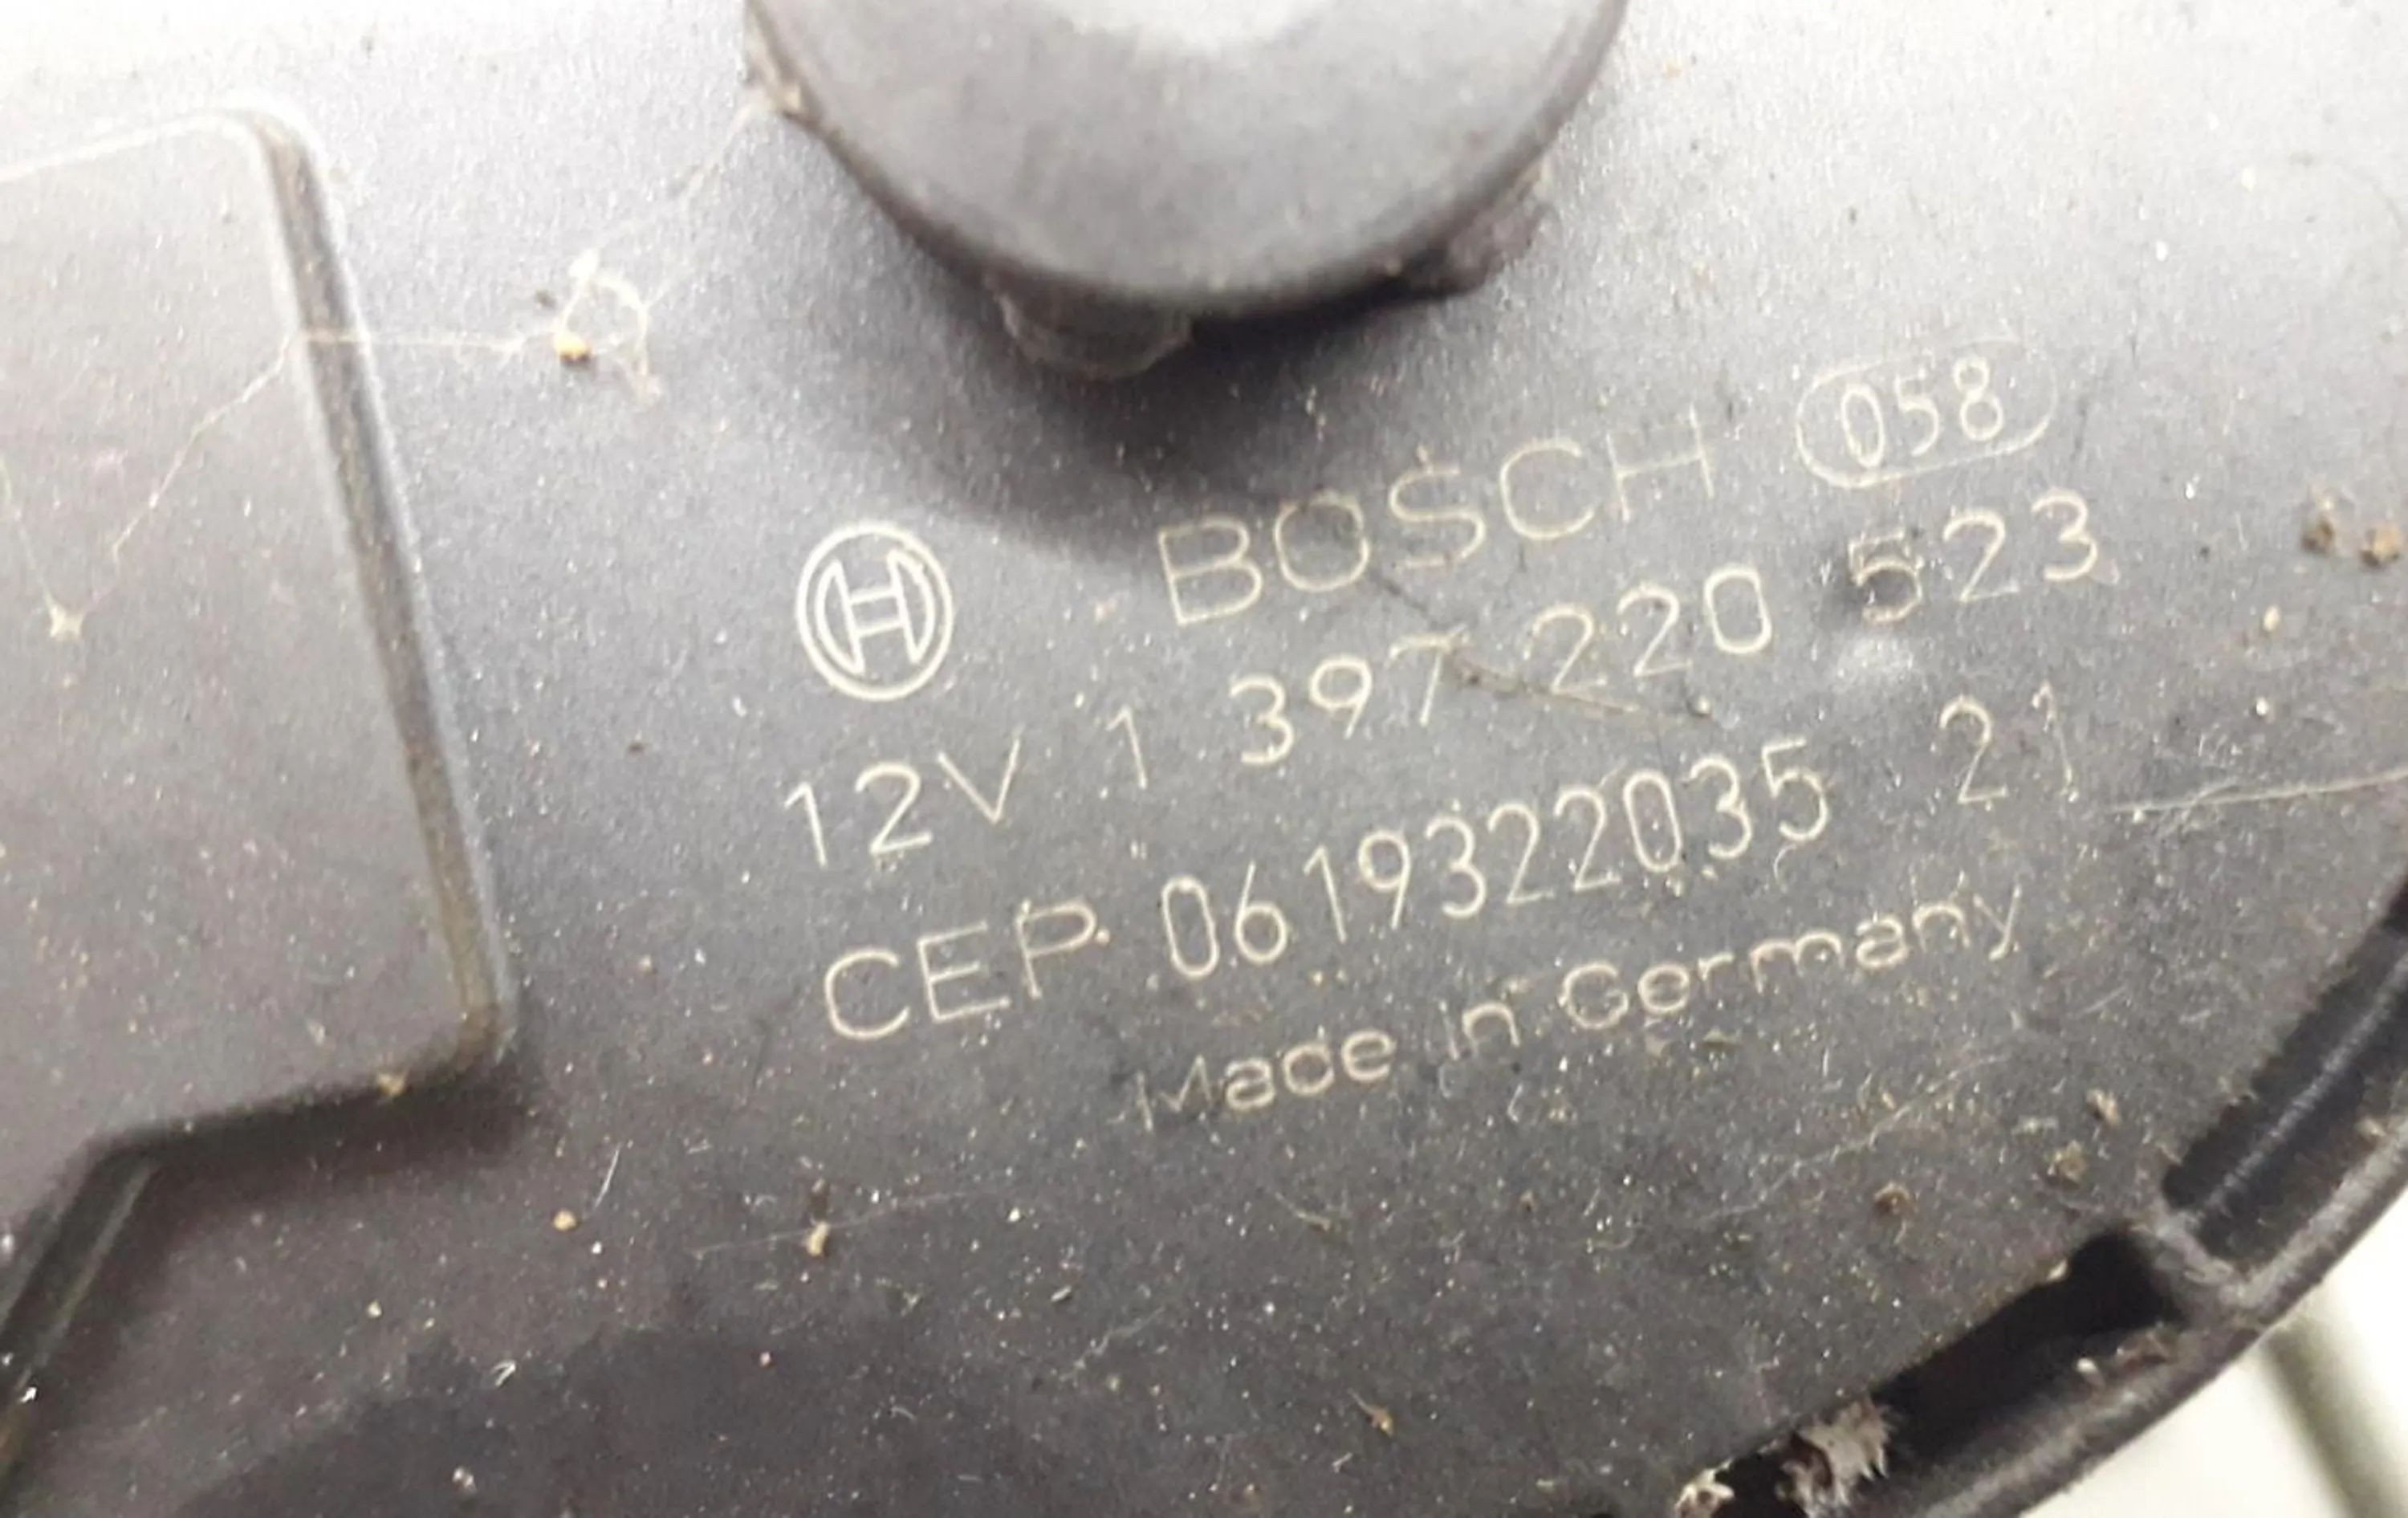 BOSCH 058
12V 1 397 220 523
CEP. 0619322035 21
Made in Germany